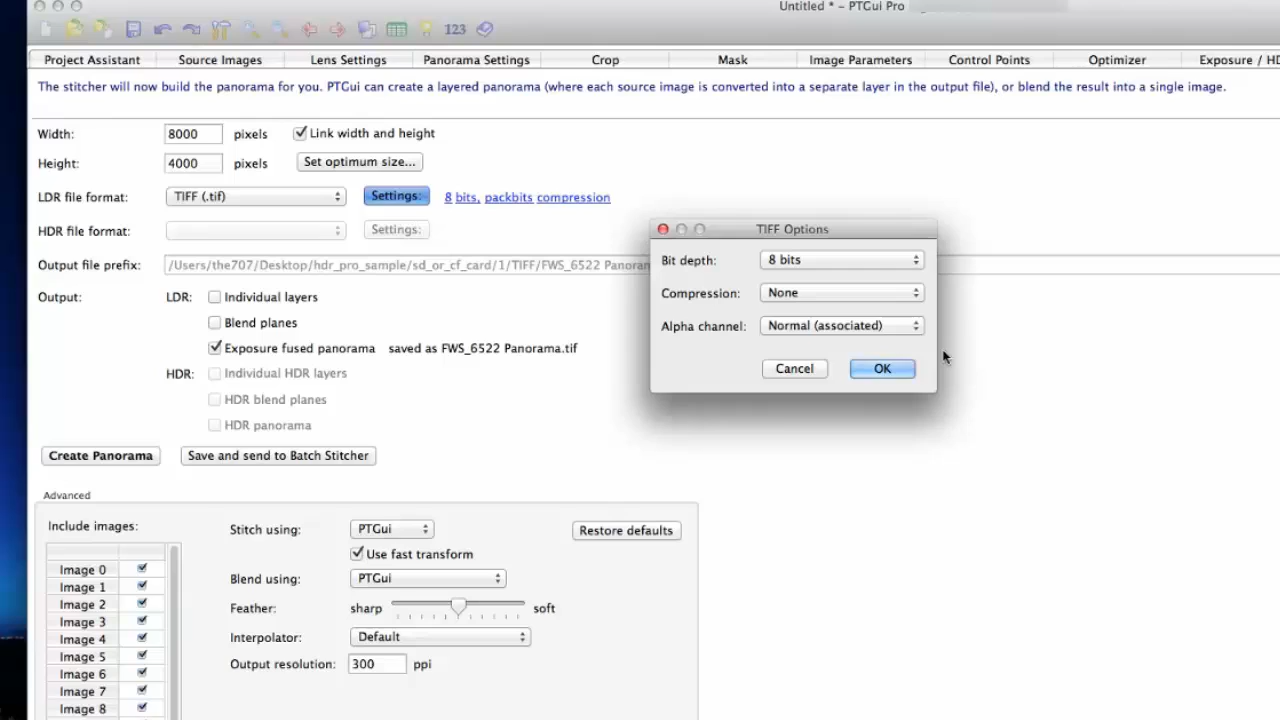 Untitled * – PTGui Pro
123
Project Assistant Source Images Lens Settings Panorama Settings Crop Mask Image Parameters Control Points Optimizer Exposure / HD
The stitcher will now build the panorama for you. PTGui can create a layered panorama (where each source image is converted into a separate layer in the output file), or blend the result into a single image.
Width: 8000 pixels Link width and height
Height: 4000 pixels Set optimum size...
LDR file format: TIFF (.tif) Settings: 8 bits, packbits compression
HDR file format: Settings:
Output file prefix: /Users/the707/Desktop/hdr_pro_sample/sd_or_cf_card/1/TIFF/FWS_6522 Panoran
Output: LDR: Individual layers
Blend planes
Exposure fused panorama saved as FWS_6522 Panorama.tif
HDR: Individual HDR layers
HDR blend planes
HDR panorama
Create Panorama Save and send to Batch Stitcher
TIFF Options
Bit depth: 8 bits
Compression: None
Alpha channel: Normal (associated)
Cancel OK
Advanced
Include images:
Image 0
Image 1
Image 2
Image 3
Image 4
Image 5
Image 6
Image 7
Image 8
Stitch using: PTGui Restore defaults
Use fast transform
Blend using: PTGui
Feather: sharp soft
Interpolator: Default
Output resolution: 300 ppi